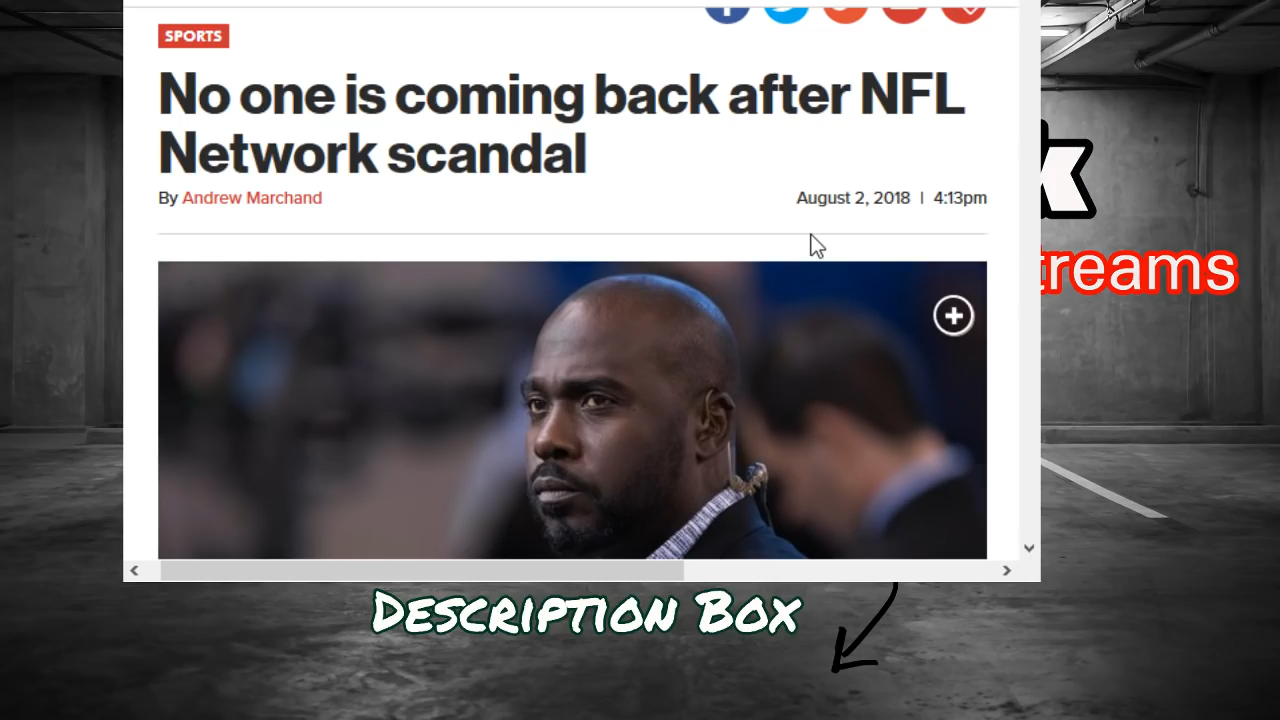 SPORTS
No one is coming back after NFL
Network scandal
By Andrew Marchand
August 2, 2018 | 4:13pm
k
treams
Description Box